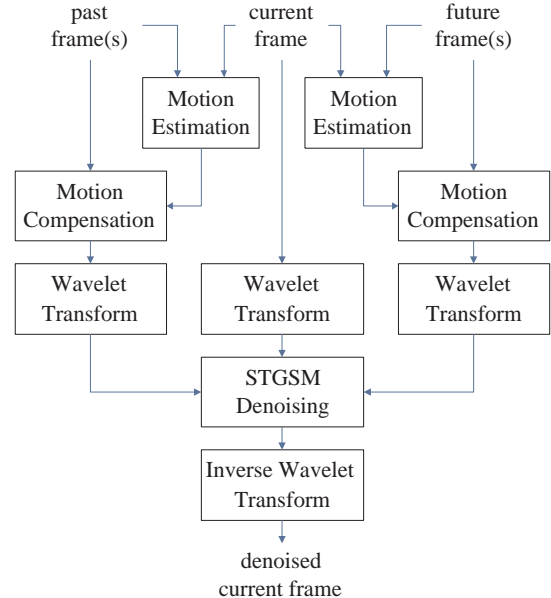 past
frame(s)
current
frame
future
frame(s)
Motion
Estimation
Motion
Estimation
Motion
Compensation
Motion
Compensation
Wavelet
Transform
Wavelet
Transform
Wavelet
Transform
STGSM
Denoising
Inverse Wavelet
Transform
denoised
current frame